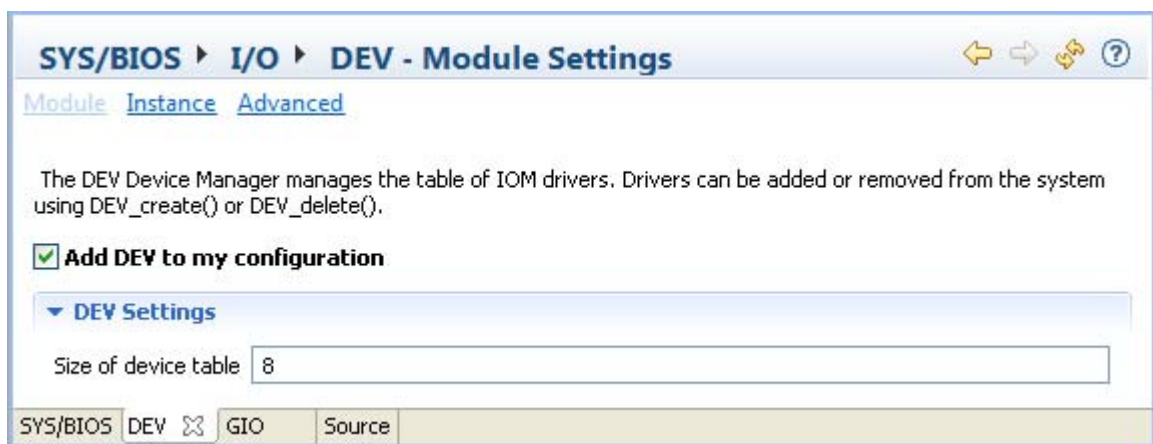 SYS/BIOS ▸ I/O ▸ DEV - Module Settings
Module Instance Advanced
The DEV Device Manager manages the table of IOM drivers. Drivers can be added or removed from the system
using DEV_create() or DEV_delete().
Add DEV to my configuration
DEV Settings
Size of device table 8
SYS/BIOS DEV GIO Source